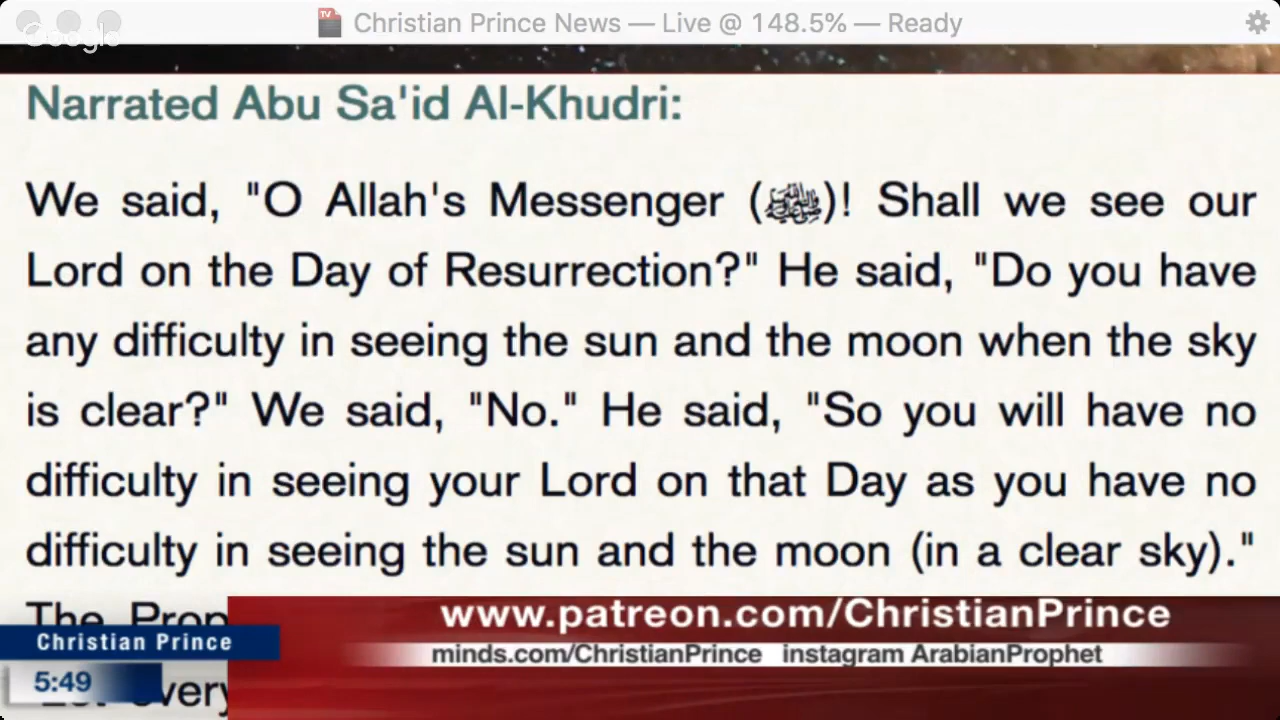 Christian Prince News — Live @ 148.5% — Ready
Google
TV
Narrated Abu Sa'id Al-Khudri:
We said, "O Allah's Messenger (ﷺ)! Shall we see our
Lord on the Day of Resurrection?" He said, "Do you have
any difficulty in seeing the sun and the moon when the sky
is clear?" We said, "No." He said, "So you will have no
difficulty in seeing your Lord on that Day as you have no
difficulty in seeing the sun and the moon (in a clear sky)."
The Prop
www.patreon.com/ChristianPrince
Christian Prince
minds.com/ChristianPrince instagram ArabianProphet
5:49